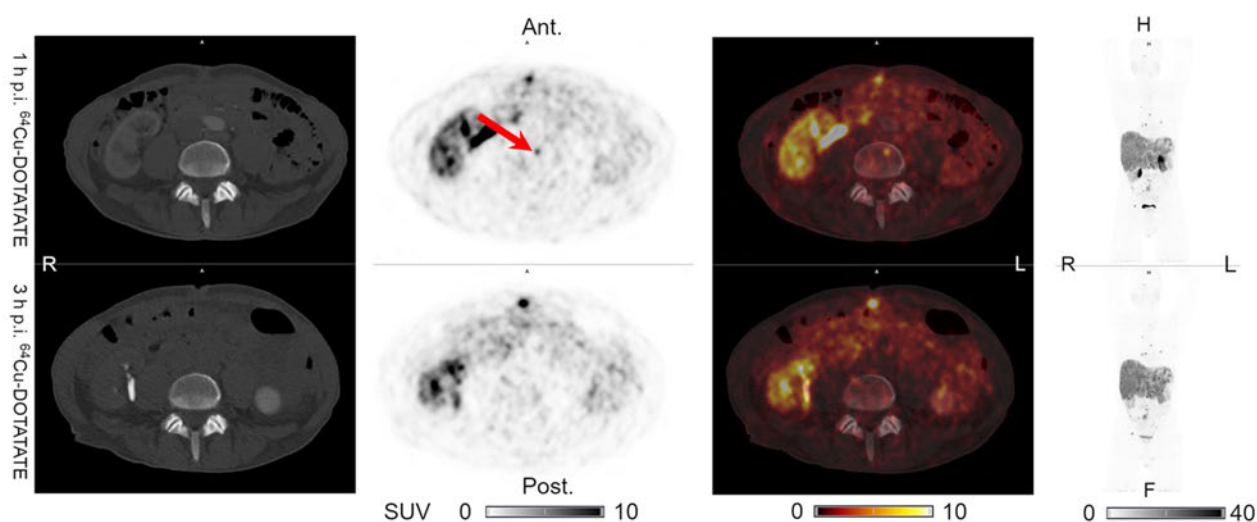 Ant.
H
1 h p.i. ⁶⁴Cu-DOTATATE
R
L
R
L
3 h p.i. ⁶⁴Cu-DOTATATE
Post.
F
SUV 0 10
0 10
0 40